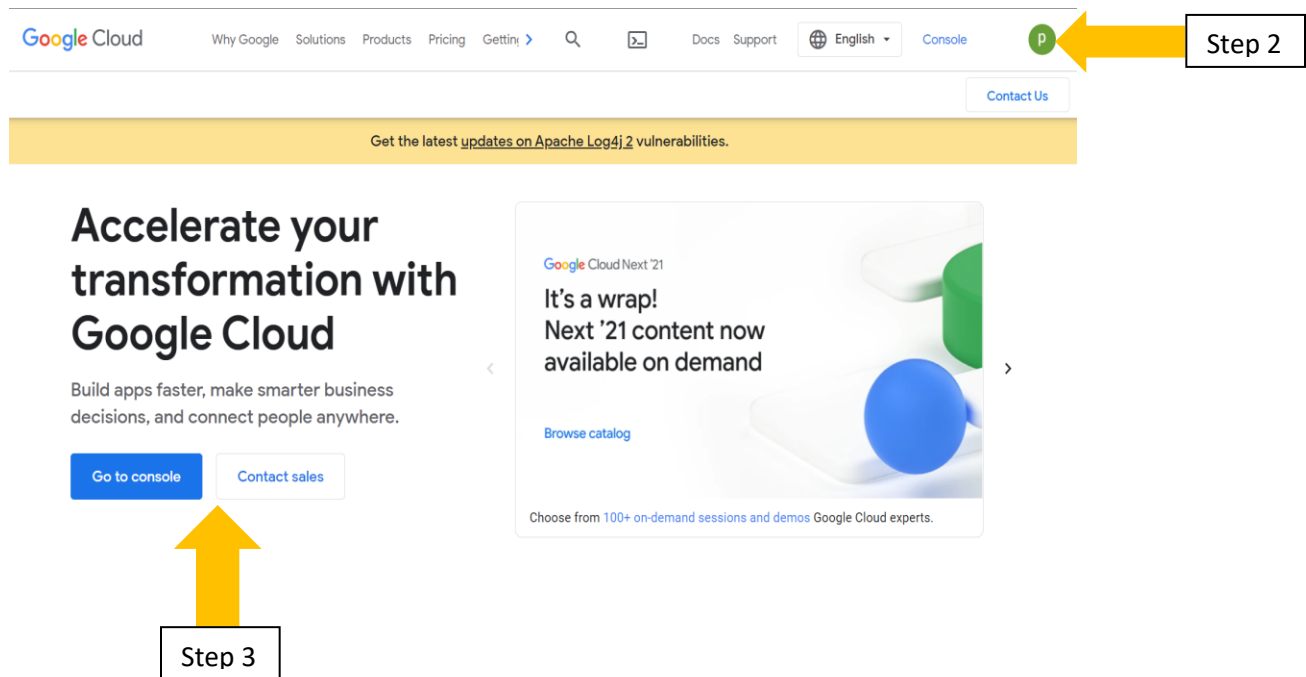 Google Cloud Why Google Solutions Products Pricing Getting Docs Support English Console p
Step 2
Contact Us
Get the latest updates on Apache Log4j 2 vulnerabilities.
Accelerate your
transformation with
Google Cloud
Build apps faster, make smarter business
decisions, and connect people anywhere.
Go to console Contact sales
Google Cloud Next '21
It's a wrap!
Next '21 content now
available on demand
Browse catalog
Choose from 100+ on-demand sessions and demos Google Cloud experts.
Step 3